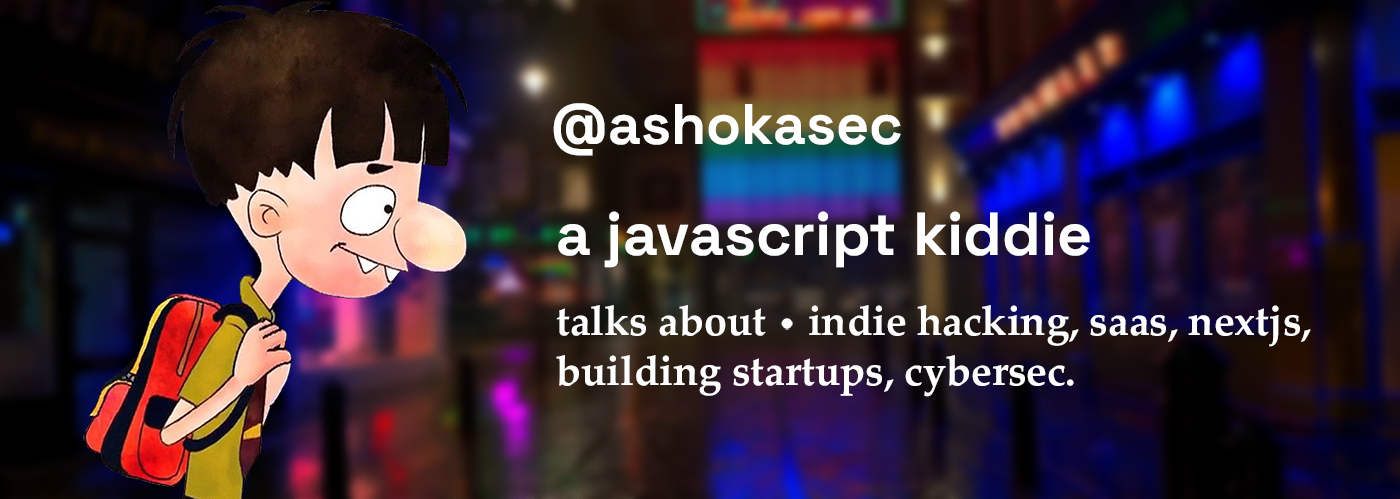 @ashokasec
a javascript kiddie
talks about • indie hacking, saas, nextjs,
building startups, cybersec.